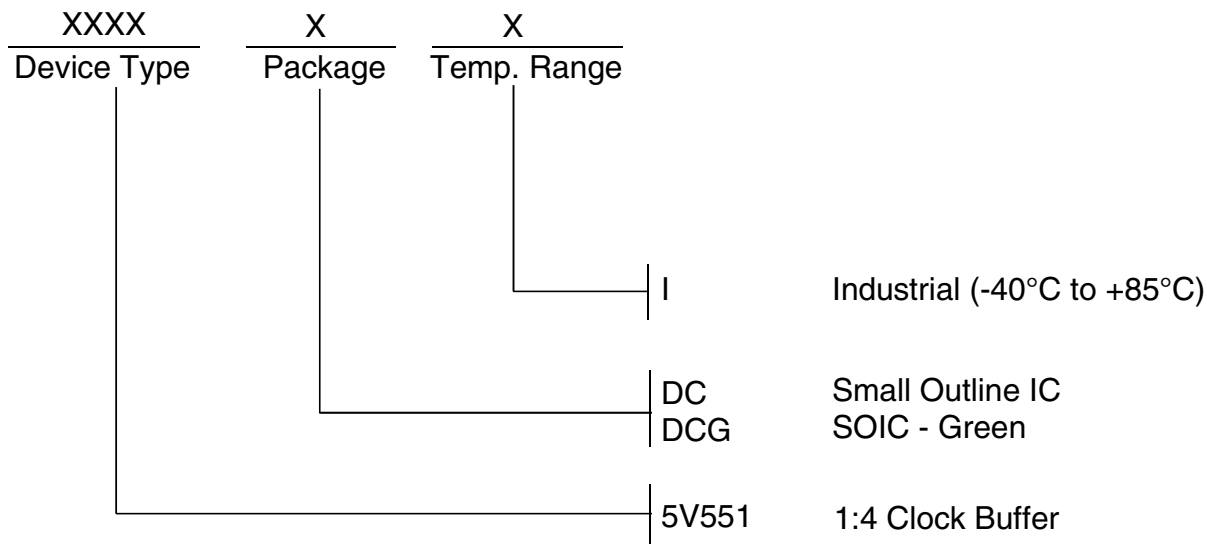 XXXX X X
Device Type Package Temp. Range
I Industrial (-40°C to +85°C)
DC Small Outline IC
DCG SOIC - Green
5V551 1:4 Clock Buffer